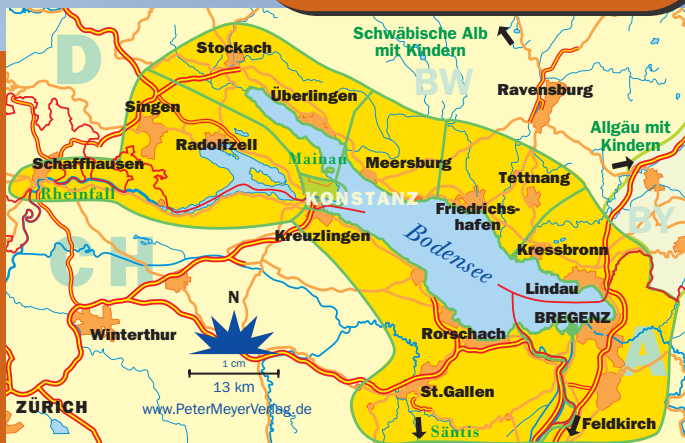 Schwäbische Alb
mit Kindern
D
Stockach
BW
Ravensburg
Überlingen
Singen
Allgäu mit
Kindern
Radolfzell
Mainau
Meersburg
Schaffhausen
Tettnang
Rheinfall
KONSTANZ
Friedrichs-
hafen
BY
Kreuzlingen
Bodensee
Kressbronn
CH
Lindau
N
BREGENZ
Winterthur
Rorschach
A
1 cm
13 km
St.Gallen
ZÜRICH
www.PeterMeyerVerlag.de
Säntis
Feldkirch